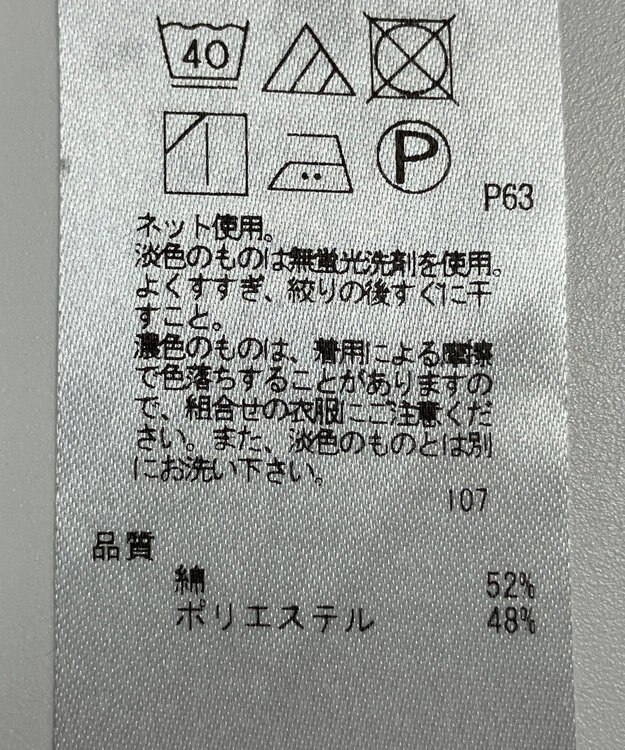 40
P
P63
ネット使用。
淡色のものは無蛍光洗剤を使用。
よくすすぎ、絞りの後すぐに干
すこと。
濃色のものは、着用による摩擦
で色落ちすることがありますの
で、組合せの衣服にご注意くだ
さい。また、淡色のものとは別
にお洗い下さい。
107
品質
綿 52%
ポリエステル 48%